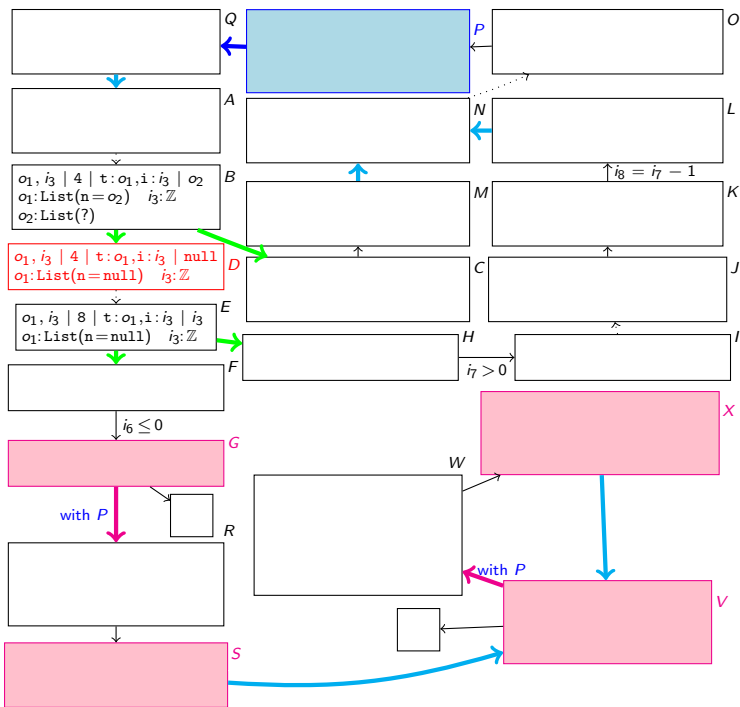 Q
P
O
A
N
L
o₁, i₃ | 4 | t: o₁,i: i₃ | o₂
o₁:List(n=o₂) i₃:ℤ
o₂:List(?)
B
i₈ = i₇ − 1
M
K
o₁, i₃ | 4 | t: o₁,i: i₃ | null
o₁:List(n=null) i₃:ℤ
D
C
J
E
o₁, i₃ | 8 | t: o₁,i: i₃ | i₃
o₁:List(n=null) i₃:ℤ
H
I
F
i₇ > 0
i₆ ≤ 0
G
X
W
with P
R
with P
V
S